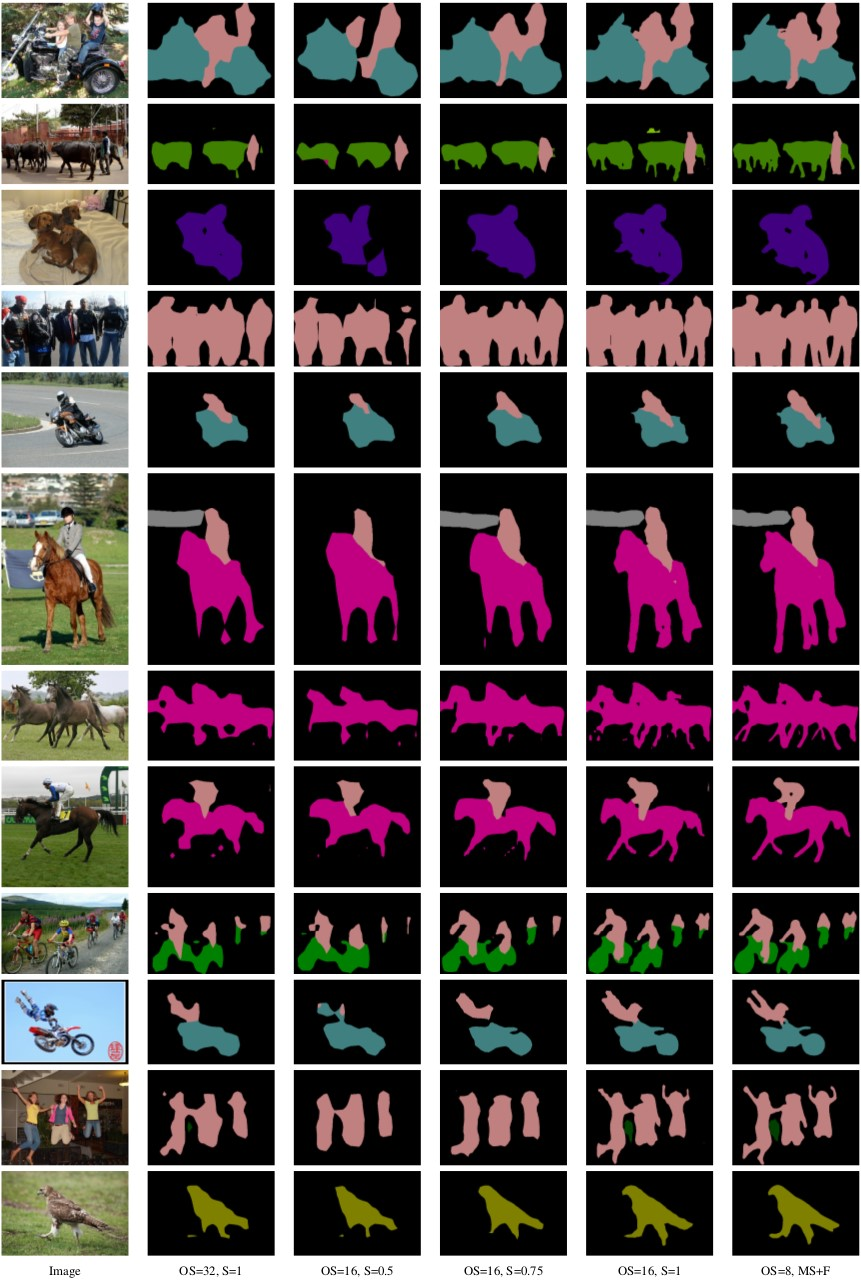 Image OS=32, S=1 OS=16, S=0.5 OS=16, S=0.75 OS=16, S=1 OS=8, MS+F